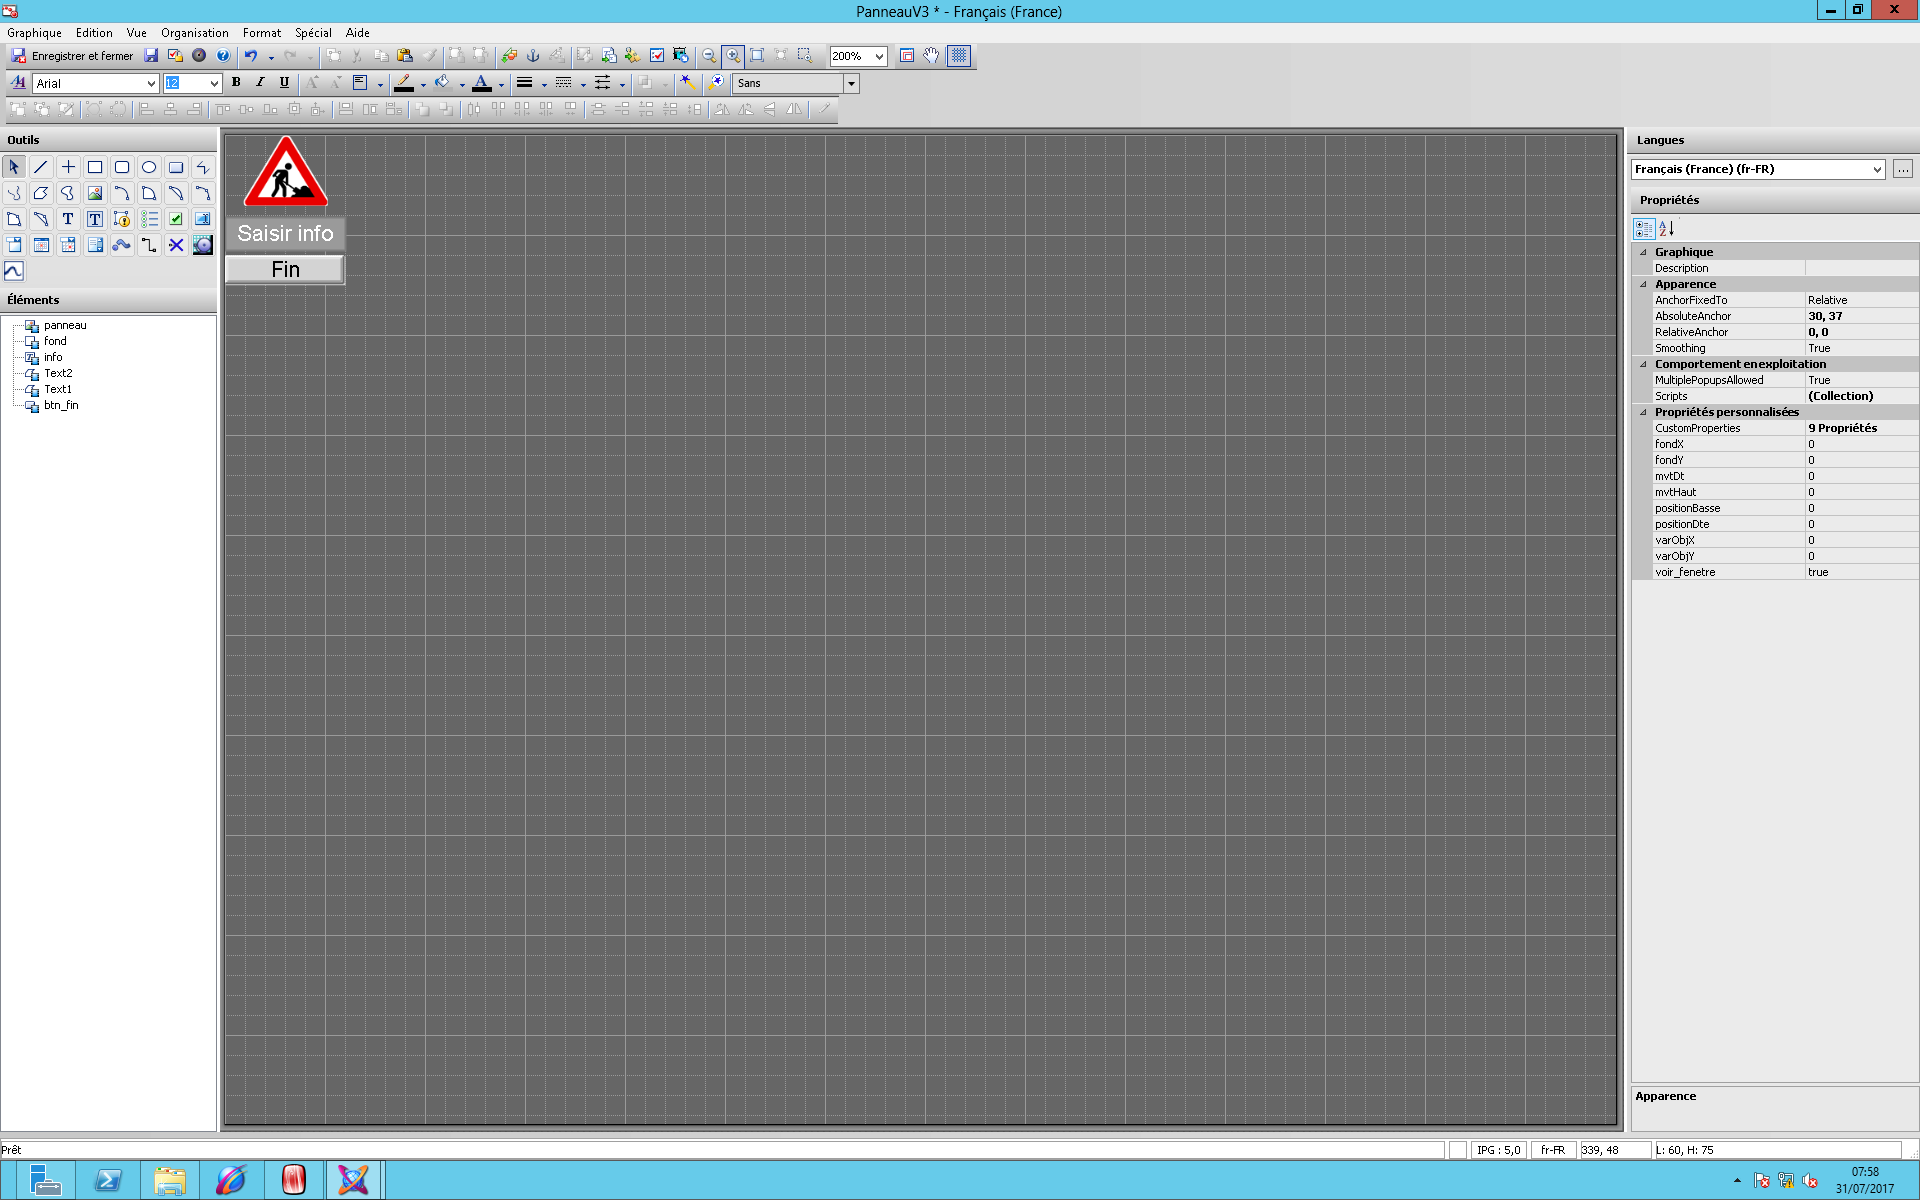 PanneauV3 * - Français (France)
Graphique Edition Vue Organisation Format Spécial Aide
Enregistrer et fermer 200%
Arial 12 B I U Sans
Outils
Éléments
panneau
fond
info
Text2
Text1
btn_fin
Saisir info
Fin
Langues
Français (France) (fr-FR)
Propriétés
Graphique
Description
Apparence
AnchorFixedTo Relative
AbsoluteAnchor 30, 37
RelativeAnchor 0, 0
Smoothing True
Comportement en exploitation
MultiplePopupsAllowed True
Scripts (Collection)
Propriétés personnalisées
CustomProperties 9 Propriétés
fondX 0
fondY 0
mvtDt 0
mvtHaut 0
positionBasse 0
positionDte 0
varObjX 0
varObjY 0
voir_fenetre true
Apparence
Prêt IPG : 5,0 fr-FR 339, 48 L: 60, H: 75
07:58
31/07/2017